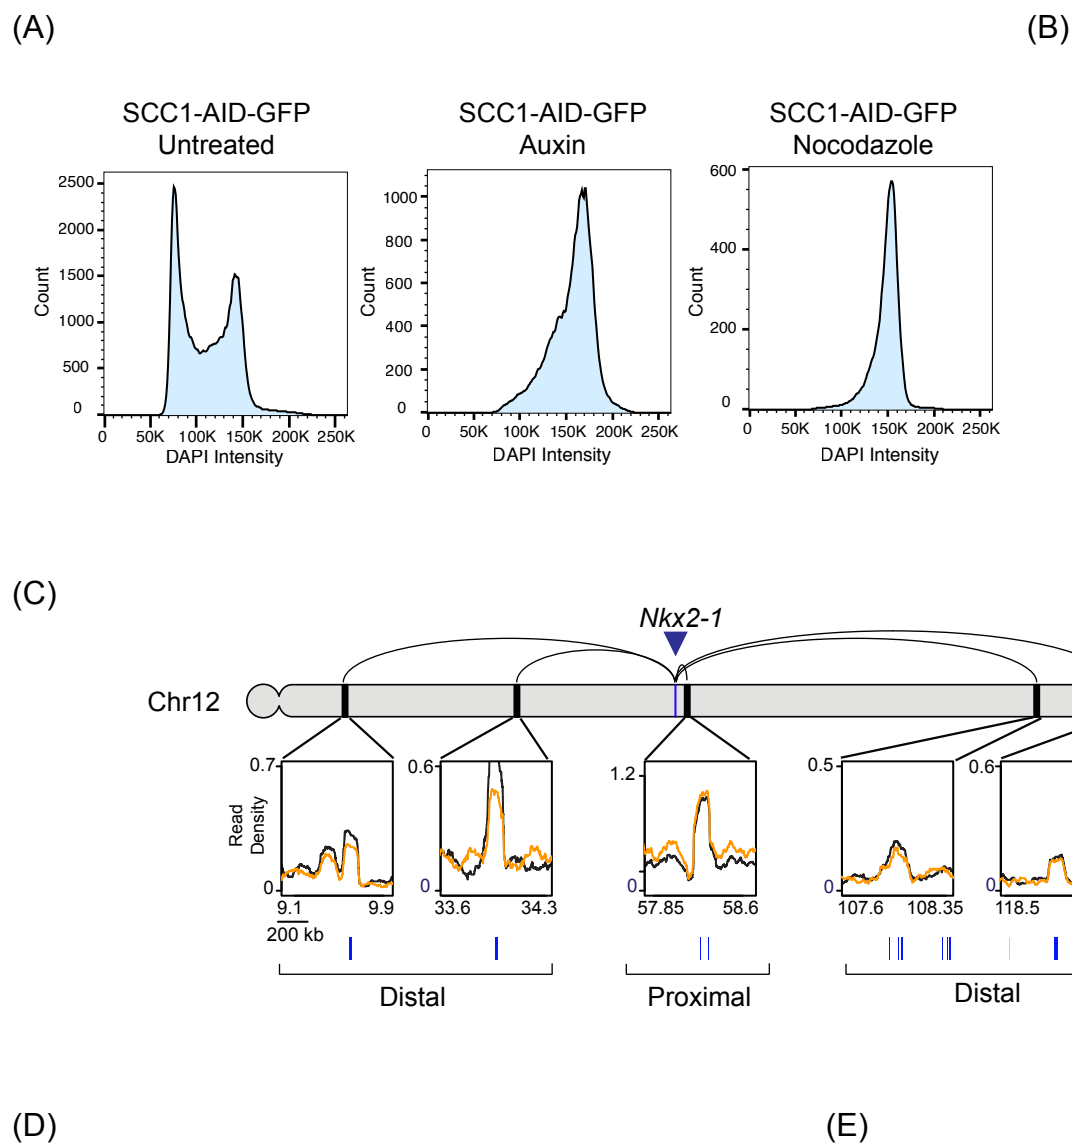 (A)
(B)
SCC1-AID-GFP
Untreated
SCC1-AID-GFP
Auxin
SCC1-AID-GFP
Nocodazole
Count
2500
2000
1500
1000
500
0
0
50K
100K
150K
200K
250K
DAPI Intensity
Count
1000
800
600
400
200
0
0
50K
100K
150K
200K
250K
DAPI Intensity
Count
600
400
200
0
0
50K
100K
150K
200K
250K
DAPI Intensity
(C)
Nkx2-1
Chr12
Read
Density
0.7
0
9.1
9.9
200 kb
0.6
0
33.6
34.3
1.2
0
57.85
58.6
0.5
0
107.6
108.35
0.6
0
118.5
Distal
Proximal
Distal
(D)
(E)